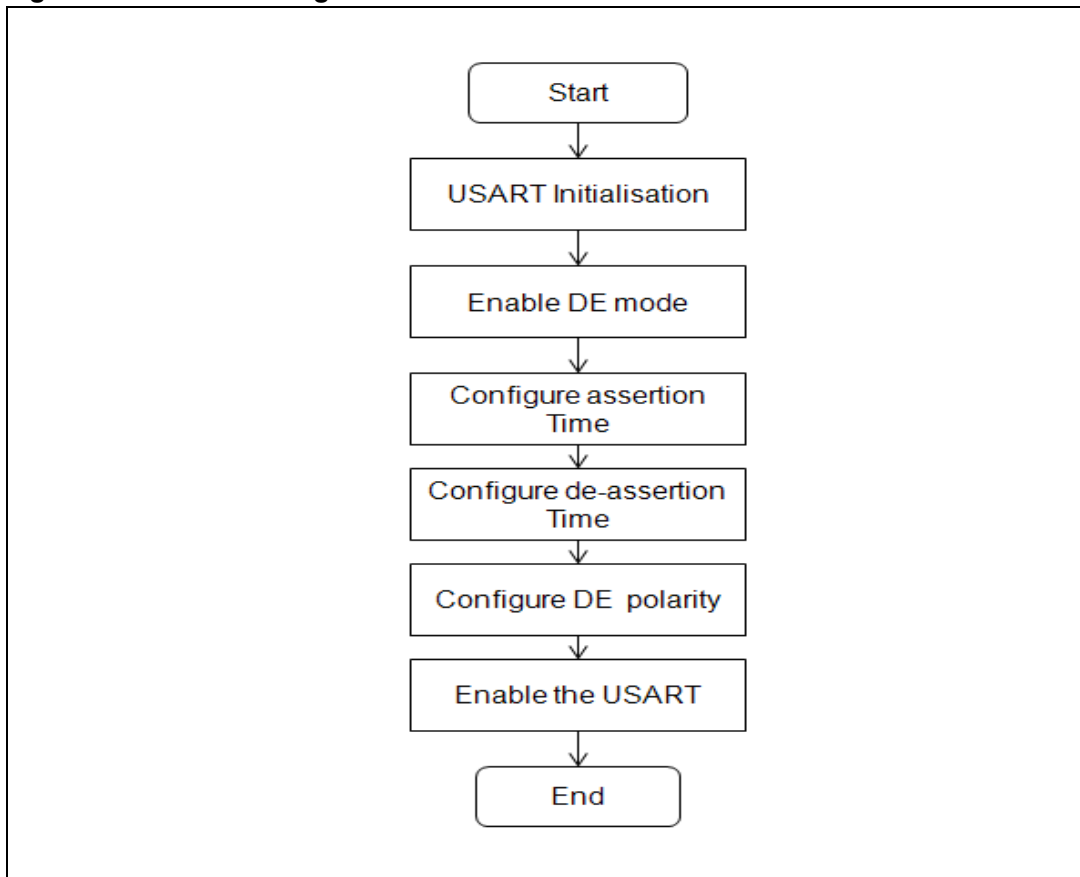 Start
USART Initialisation
Enable DE mode
Configure assertion
Time
Configure de-assertion
Time
Configure DE polarity
Enable the USART
End